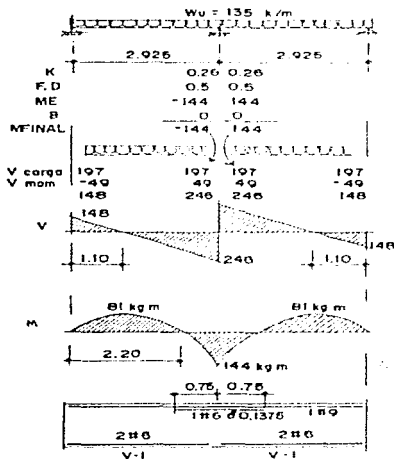 Wu = 135 k/m
2.925 2.925
K 0.26 0.26
F.D 0.5 0.5
ME -144 144
B 0 0
MFINAL -144 144
V carga 197 197 197 197
V mom -49 49 49 -49
148 246 246 148
148
V
148
1.10 246 1.10
81 kg m 81 kg m
M
2.20 144 kg m
0.75 0.75
1#6 @ 0.1375 1#9
2#6 2#6
V-1 V-1